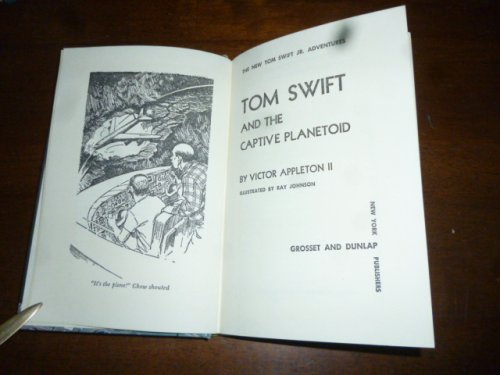 "It's the plane!" Chow shouted
THE NEW TOM SWIFT JR. ADVENTURES
TOM SWIFT
AND THE
CAPTIVE PLANETOID
BY VICTOR APPLETON II
ILLUSTRATED BY RAY JOHNSON
GROSSET AND DUNLAP
NEW YORK PUBLISHERS